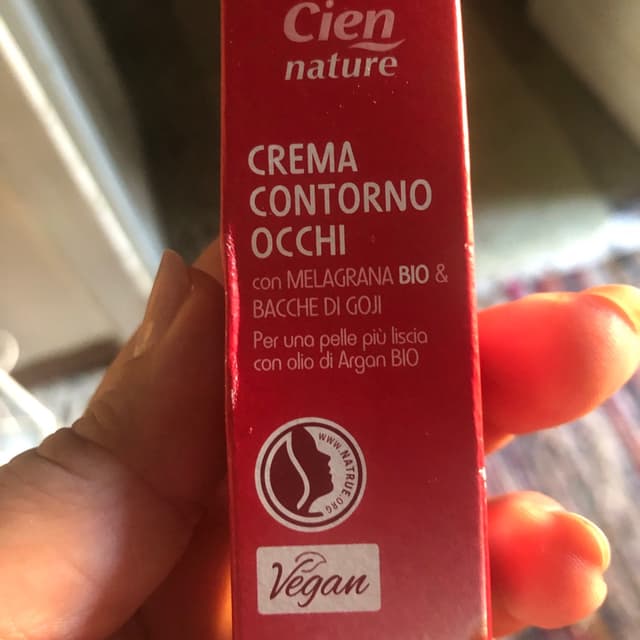 Cien
nature
CREMA
CONTORNO
OCCHI
con MELAGRANA BIO &
BACCHE DI GOJI
Per una pelle più liscia
con olio di Argan BIO
WWW.NATRUE.ORG
Vegan